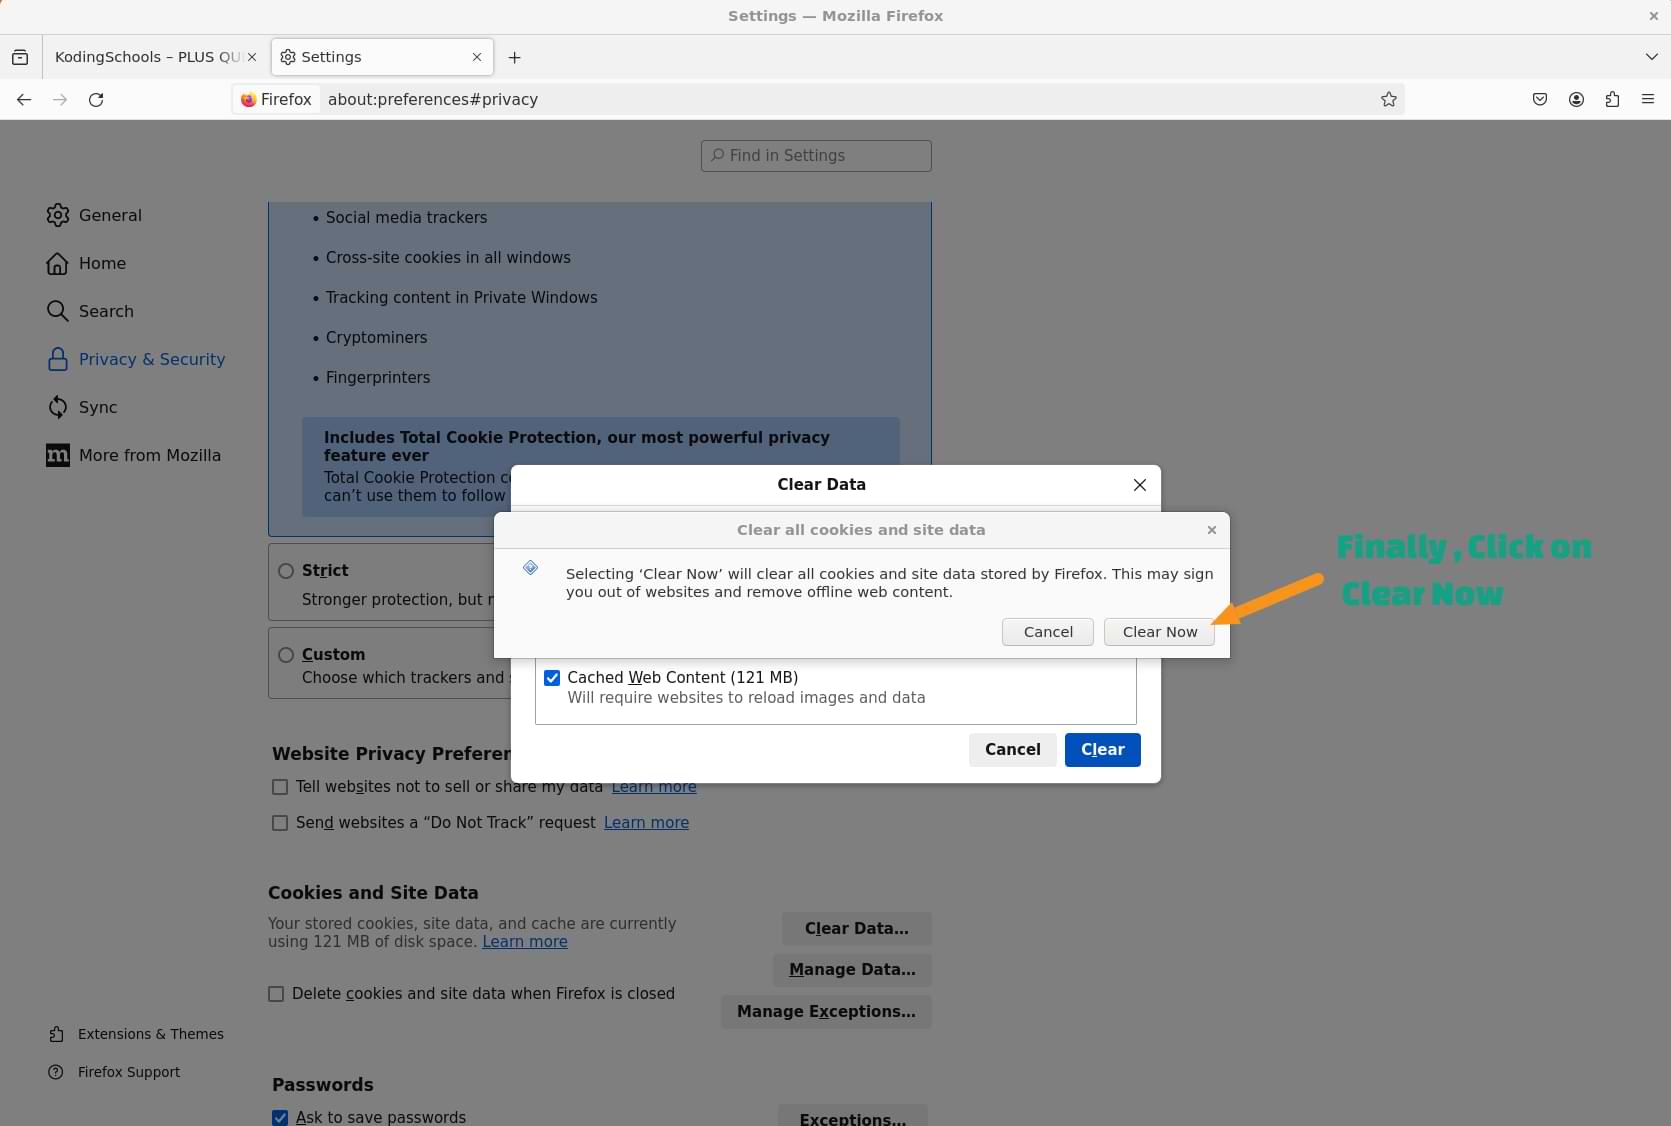 Settings — Mozilla Firefox
KodingSchools – PLUS QU
Settings
Firefox
about:preferences#privacy
Find in Settings
General
Home
Search
Privacy & Security
Sync
More from Mozilla
Social media trackers
Cross-site cookies in all windows
Tracking content in Private Windows
Cryptominers
Fingerprinters
Includes Total Cookie Protection, our most powerful privacy
feature ever
Total Cookie Protection
can’t use them to follow
Clear Data
Clear all cookies and site data
Selecting ‘Clear Now’ will clear all cookies and site data stored by Firefox. This may sign
you out of websites and remove offline web content.
Cancel
Clear Now
Finally , Click on
Clear Now
Strict
Stronger protection, but
Custom
Choose which trackers and
Cached Web Content (121 MB)
Will require websites to reload images and data
Cancel
Clear
Website Privacy Preferen
Tell websites not to sell or share my data Learn more
Send websites a “Do Not Track” request Learn more
Cookies and Site Data
Your stored cookies, site data, and cache are currently
using 121 MB of disk space. Learn more
Clear Data…
Manage Data…
Delete cookies and site data when Firefox is closed
Manage Exceptions…
Extensions & Themes
Firefox Support
Passwords
Ask to save passwords
Exceptions…